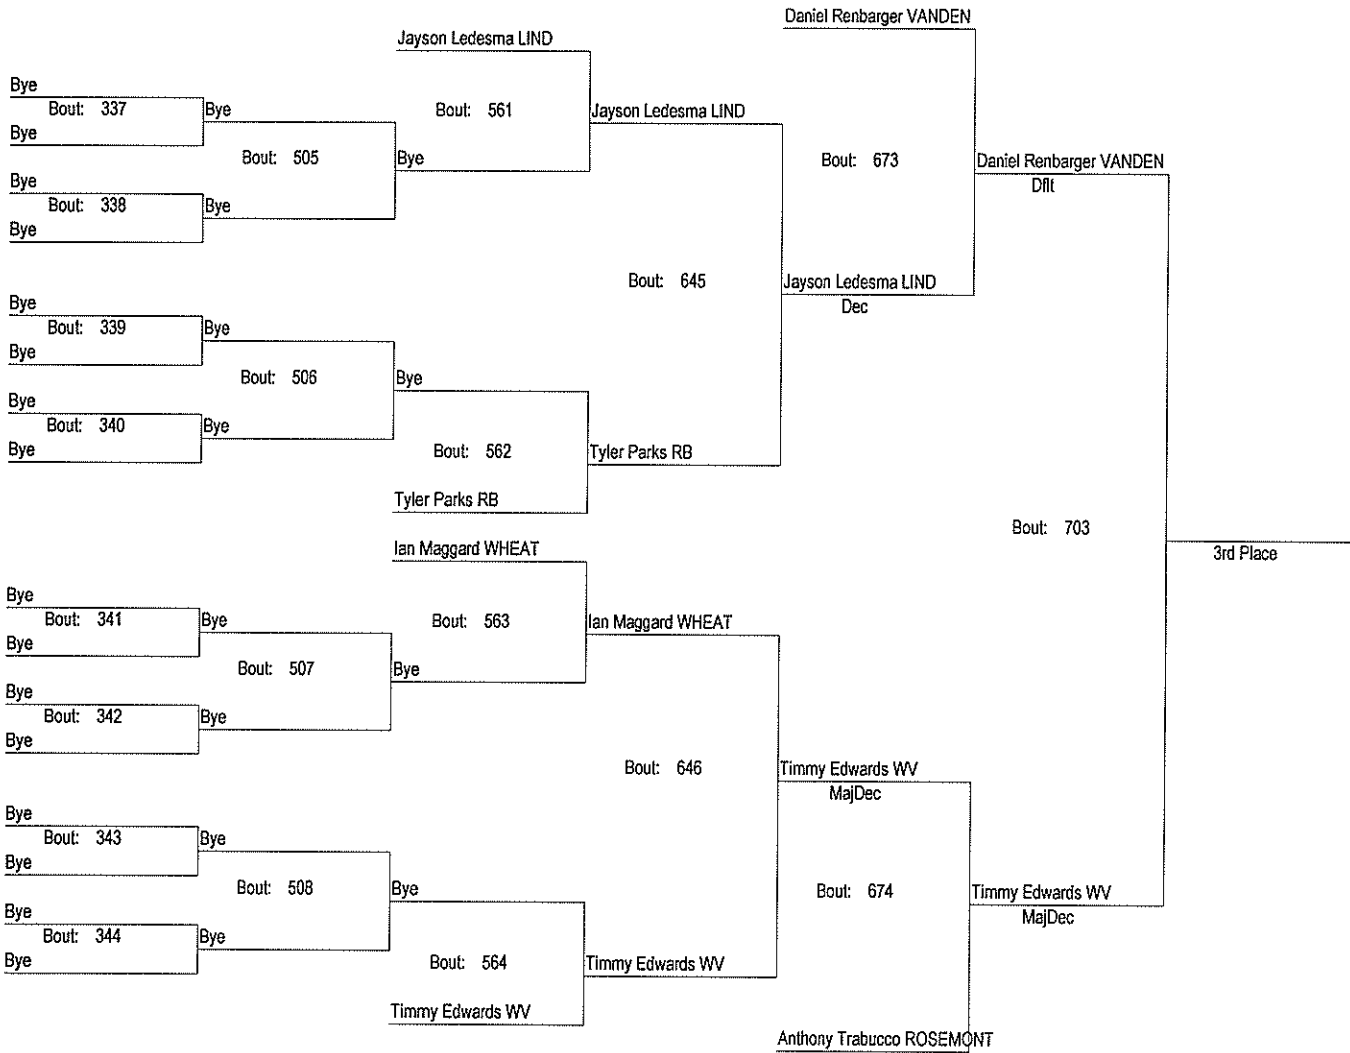 Daniel Renbarger VANDEN
Jayson Ledesma LIND
Bye
Bout: 337
Bye
Bye
Bout: 561
Jayson Ledesma LIND
Bout: 505
Bye
Bout: 673
Daniel Renbarger VANDEN
Dflt
Bye
Bout: 338
Bye
Bye
Bout: 645
Jayson Ledesma LIND
Dec
Bye
Bout: 339
Bye
Bye
Bout: 506
Bye
Bye
Bout: 340
Bye
Bye
Bout: 562
Tyler Parks RB
Tyler Parks RB
Bout: 703
3rd Place
Ian Maggard WHEAT
Bye
Bout: 341
Bye
Bye
Bout: 563
Ian Maggard WHEAT
Bout: 507
Bye
Bye
Bout: 342
Bye
Bye
Bout: 646
Timmy Edwards WV
MajDec
Bye
Bout: 343
Bye
Bye
Bout: 508
Bye
Bout: 674
Timmy Edwards WV
MajDec
Bye
Bout: 344
Bye
Bye
Bout: 564
Timmy Edwards WV
Timmy Edwards WV
Anthony Trabucco ROSEMONT